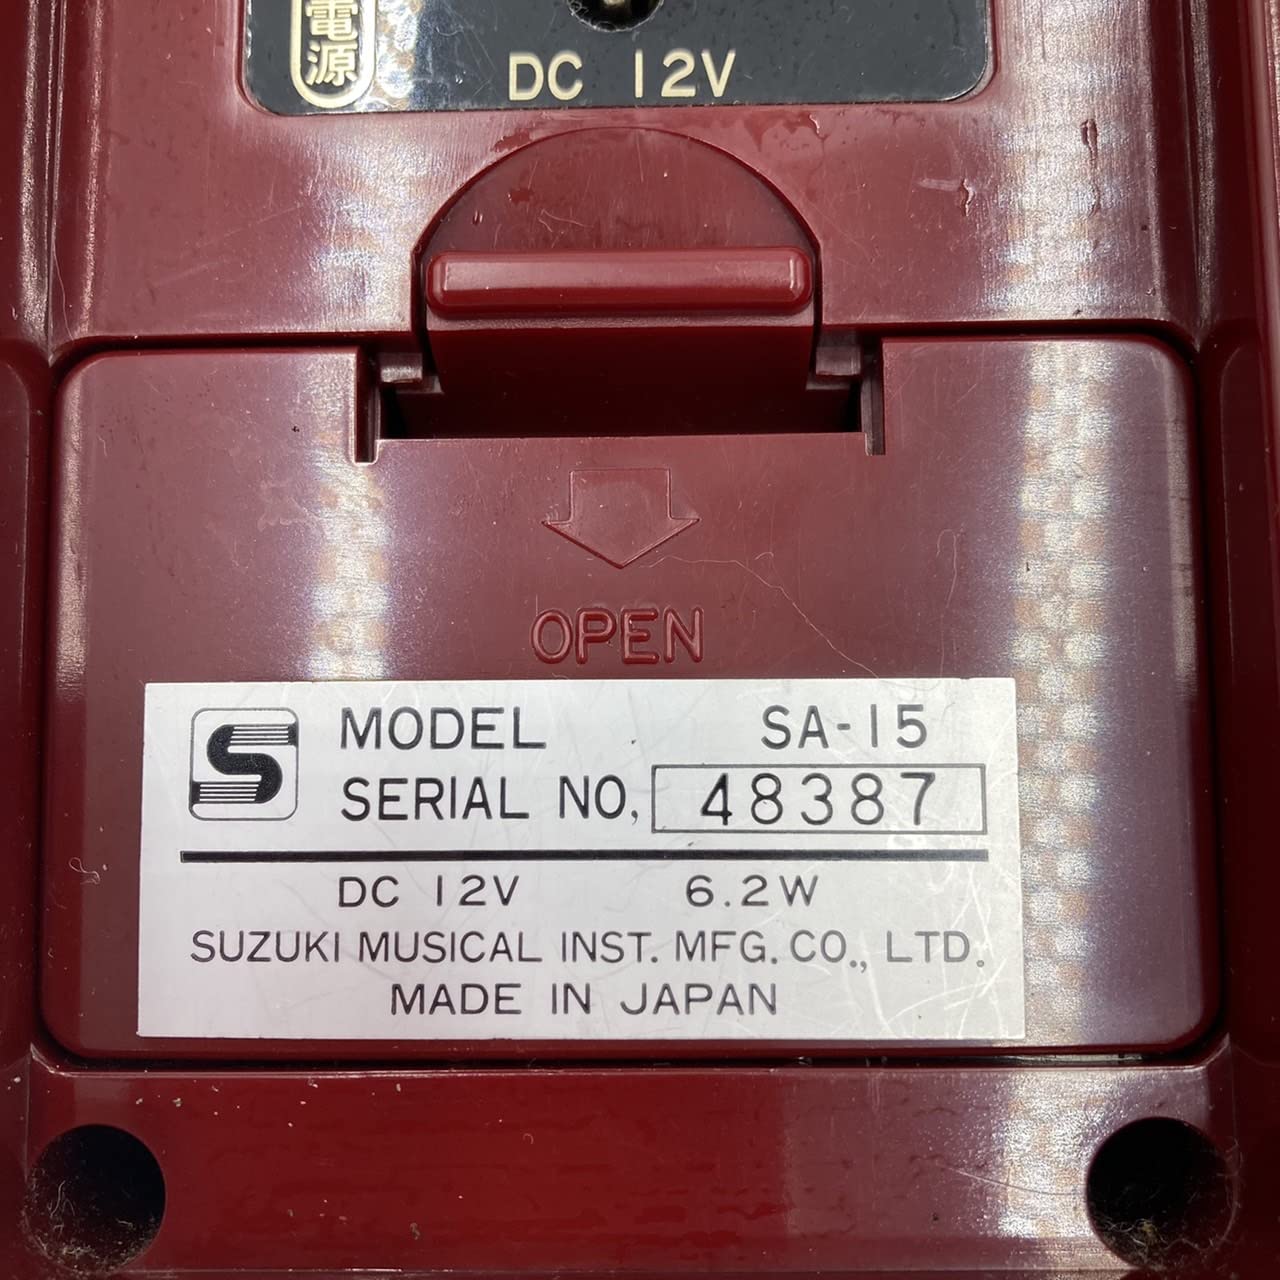 電源
DC 12V
OPEN
S MODEL SA-15
SERIAL NO, 48387
DC 12V 6.2W
SUZUKI MUSICAL INST. MFG. CO., LTD.
MADE IN JAPAN